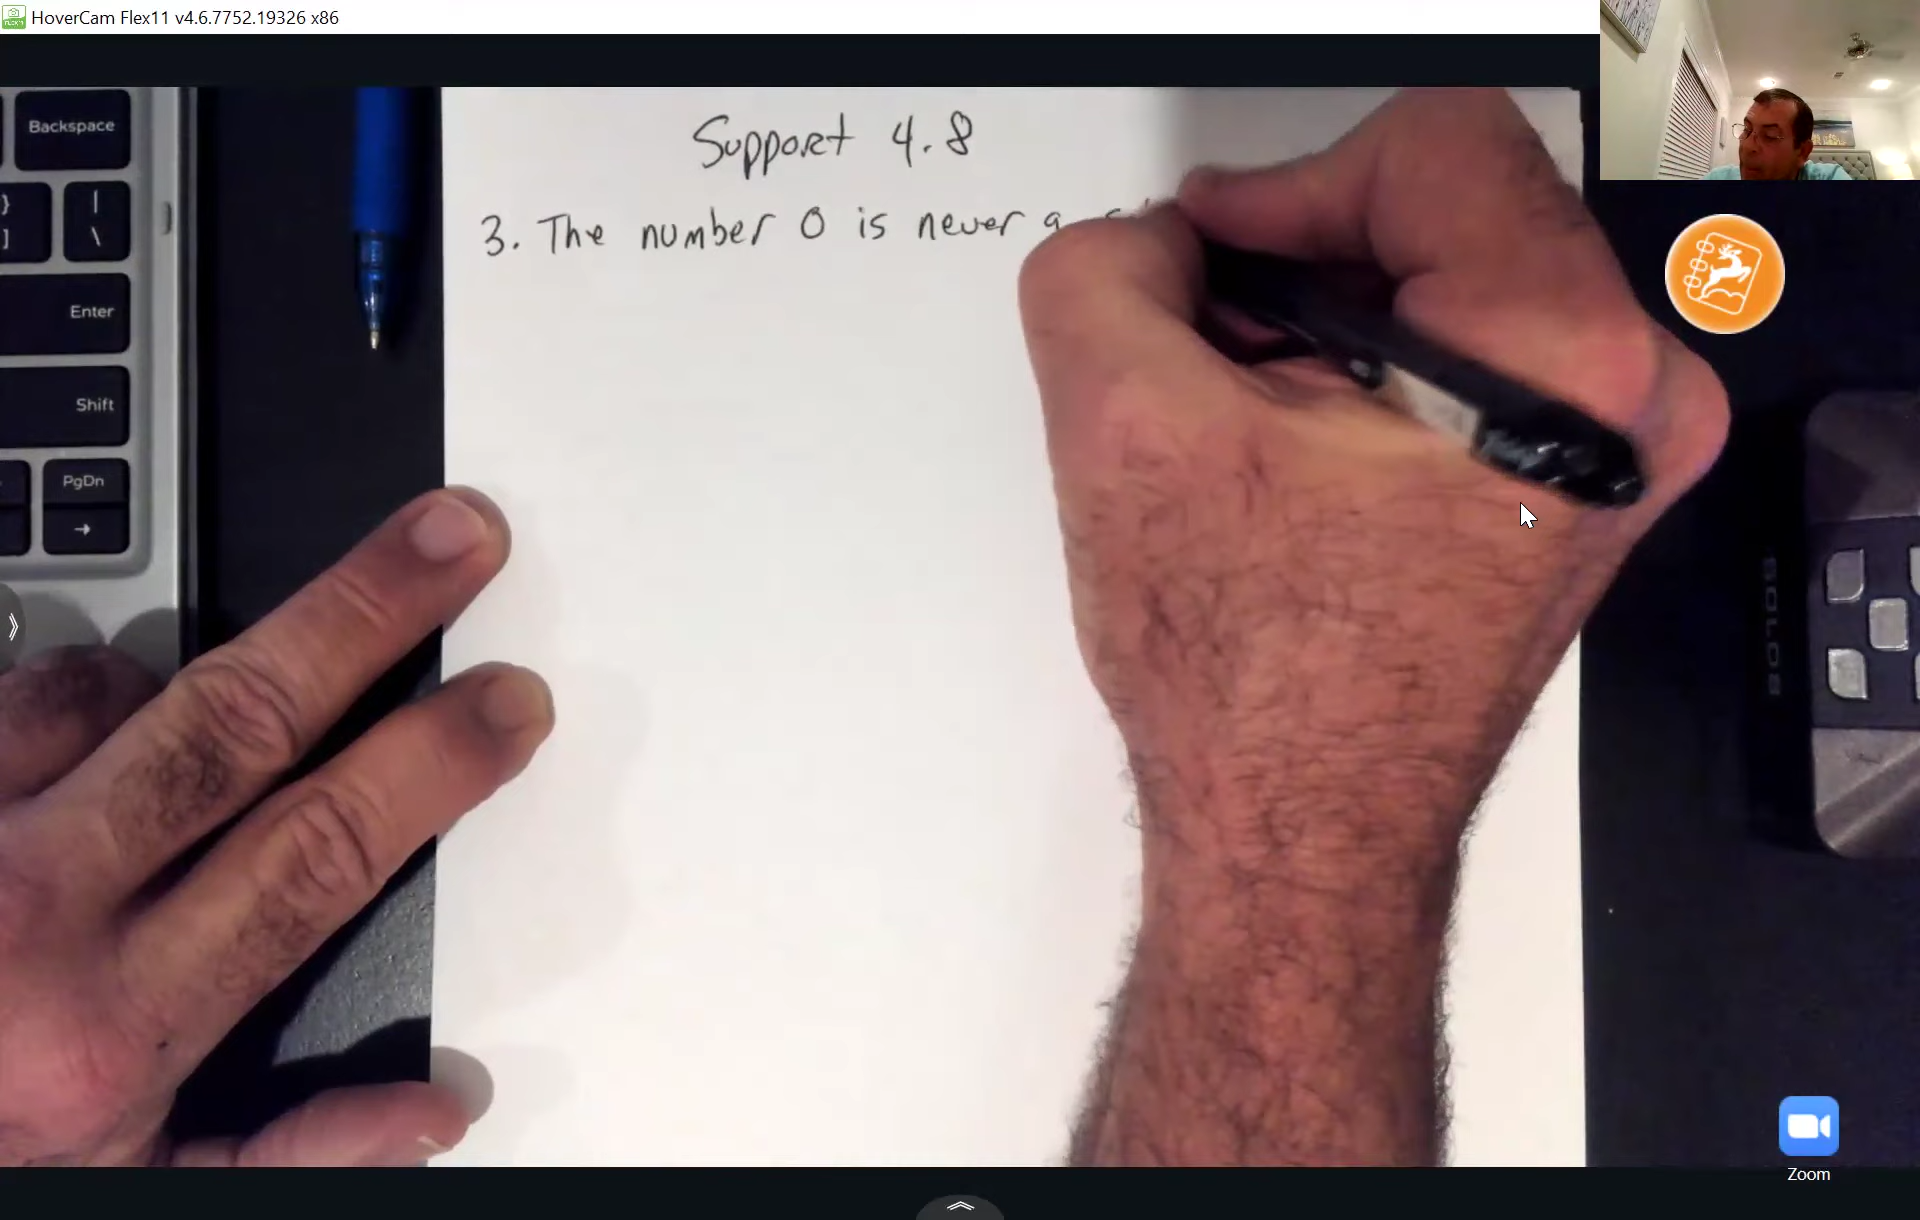 HoverCam Flex11 v4.6.7752.19326 x86
Backspace
}
]
|
\
Enter
Shift
PgDn
→
Support 4.8
3. The number 0 is never a
SOLO8
Zoom